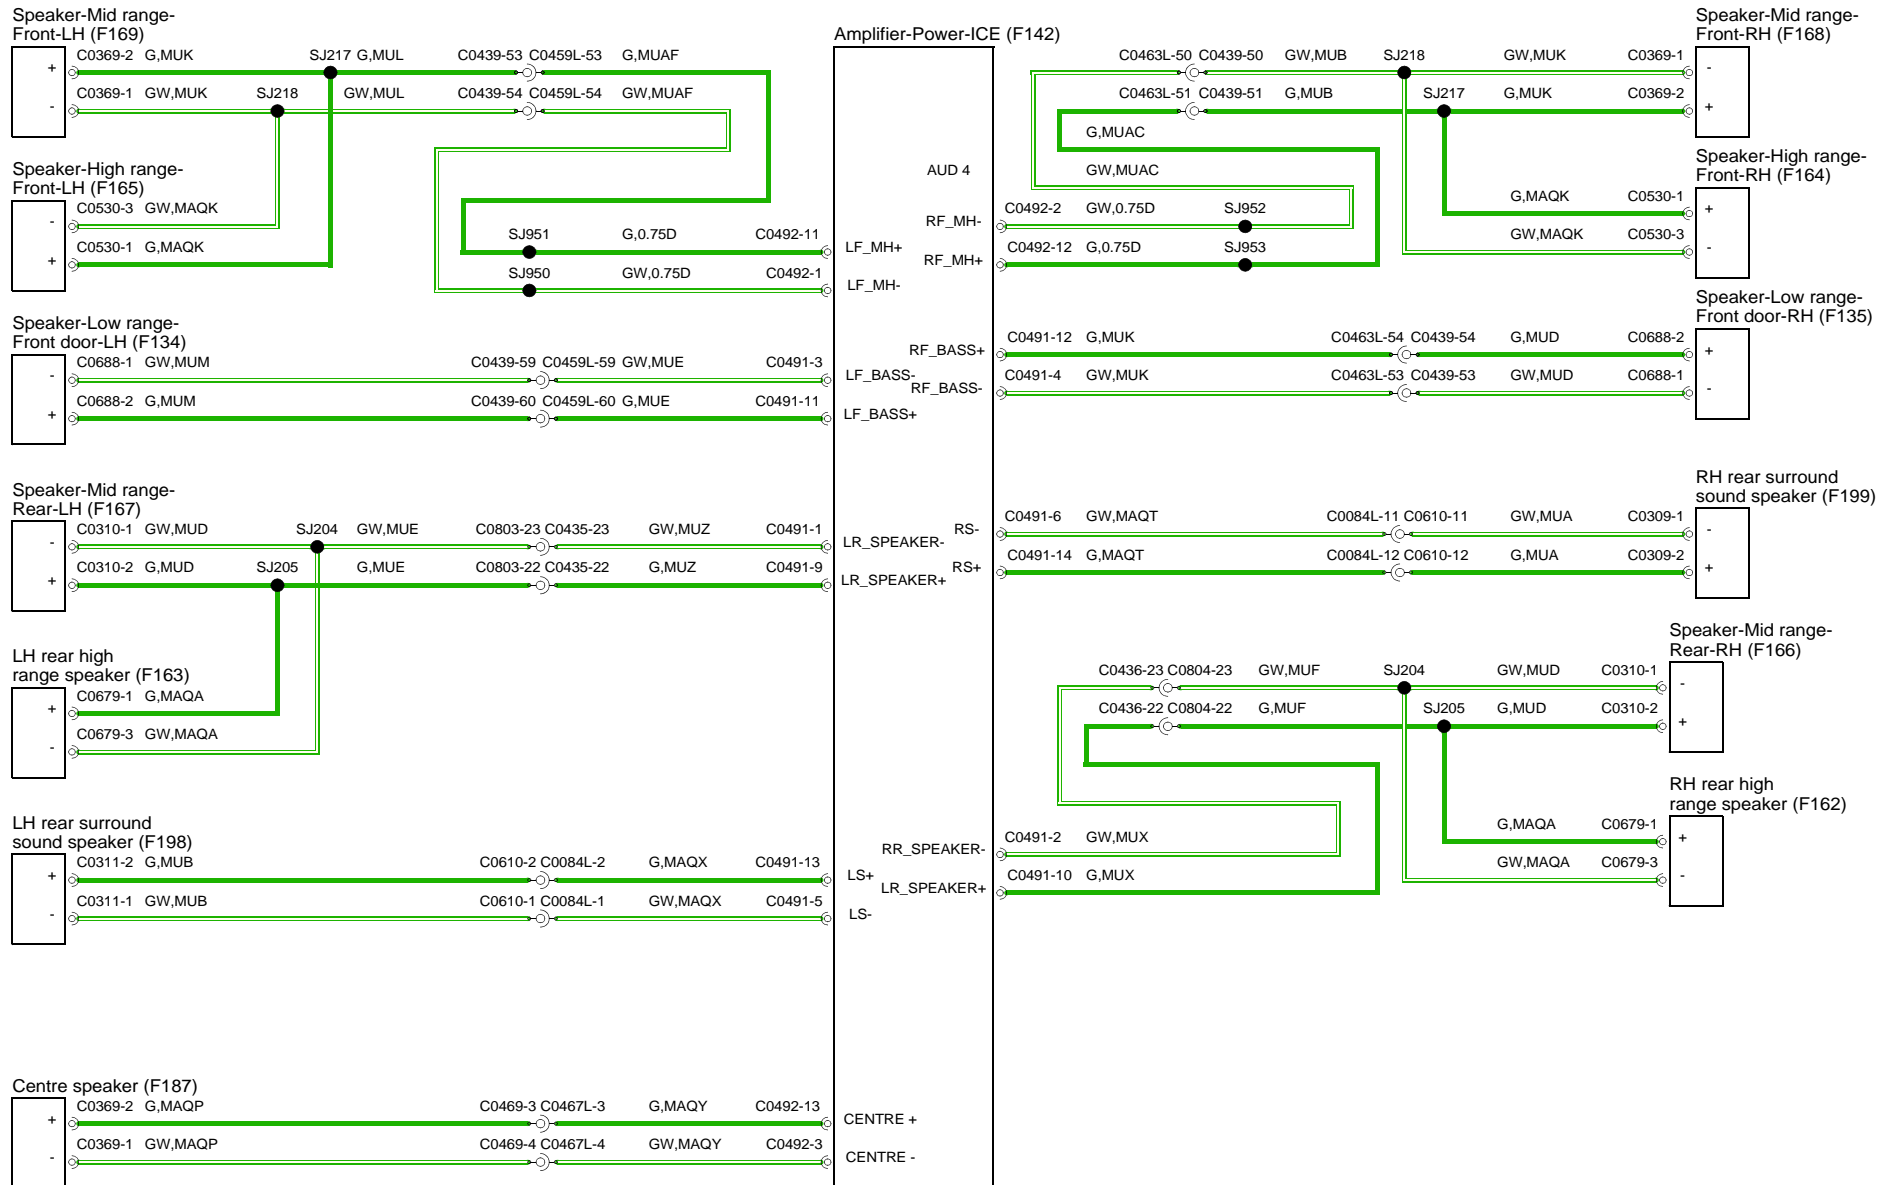 Speaker-Mid range-
Front-LH (F169)
+
C0369-2 G,MUK SJ217 G,MUL C0439-53 C0459L-53 G,MUAF
-
C0369-1 GW,MUK SJ218 GW,MUL C0439-54 C0459L-54 GW,MUAF
Speaker-High range-
Front-LH (F165)
-
C0530-3 GW,MAQK
+
C0530-1 G,MAQK
SJ951 G,0.75D C0492-11
SJ950 GW,0.75D C0492-1
Speaker-Low range-
Front door-LH (F134)
-
C0688-1 GW,MUM C0439-59 C0459L-59 GW,MUE C0491-3
+
C0688-2 G,MUM C0439-60 C0459L-60 G,MUE C0491-11
Speaker-Mid range-
Rear-LH (F167)
-
C0310-1 GW,MUD SJ204 GW,MUE C0803-23 C0435-23 GW,MUZ C0491-1
+
C0310-2 G,MUD SJ205 G,MUE C0803-22 C0435-22 G,MUZ C0491-9
LH rear high
range speaker (F163)
+
C0679-1 G,MAQA
-
C0679-3 GW,MAQA
LH rear surround
sound speaker (F198)
+
C0311-2 G,MUB C0610-2 C0084L-2 G,MAQX C0491-13
-
C0311-1 GW,MUB C0610-1 C0084L-1 GW,MAQX C0491-5
Centre speaker (F187)
+
C0369-2 G,MAQP C0469-3 C0467L-3 G,MAQY C0492-13
-
C0369-1 GW,MAQP C0469-4 C0467L-4 GW,MAQY C0492-3
Amplifier-Power-ICE (F142)
AUD 4
RF_MH-
LF_MH+
RF_MH+
LF_MH-
RF_BASS+
LF_BASS-
RF_BASS-
LF_BASS+
RS-
LR_SPEAKER-
RS+
LR_SPEAKER+
RR_SPEAKER-
LS+
LR_SPEAKER+
LS-
CENTRE +
CENTRE -
Speaker-Mid range-
Front-RH (F168)
C0463L-50 C0439-50 GW,MUB SJ218 GW,MUK C0369-1
-
C0463L-51 C0439-51 G,MUB SJ217 G,MUK C0369-2
+
G,MUAC
GW,MUAC
Speaker-High range-
Front-RH (F164)
G,MAQK C0530-1
+
GW,MAQK C0530-3
-
C0492-2 GW,0.75D SJ952
C0492-12 G,0.75D SJ953
Speaker-Low range-
Front door-RH (F135)
C0491-12 G,MUK C0463L-54 C0439-54 G,MUD C0688-2
+
C0491-4 GW,MUK C0463L-53 C0439-53 GW,MUD C0688-1
-
RH rear surround
sound speaker (F199)
C0491-6 GW,MAQT C0084L-11 C0610-11 GW,MUA C0309-1
-
C0491-14 G,MAQT C0084L-12 C0610-12 G,MUA C0309-2
+
Speaker-Mid range-
Rear-RH (F166)
C0436-23 C0804-23 GW,MUF SJ204 GW,MUD C0310-1
-
C0436-22 C0804-22 G,MUF SJ205 G,MUD C0310-2
+
RH rear high
range speaker (F162)
G,MAQA C0679-1
+
GW,MAQA C0679-3
-
C0491-2 GW,MUX
C0491-10 G,MUX